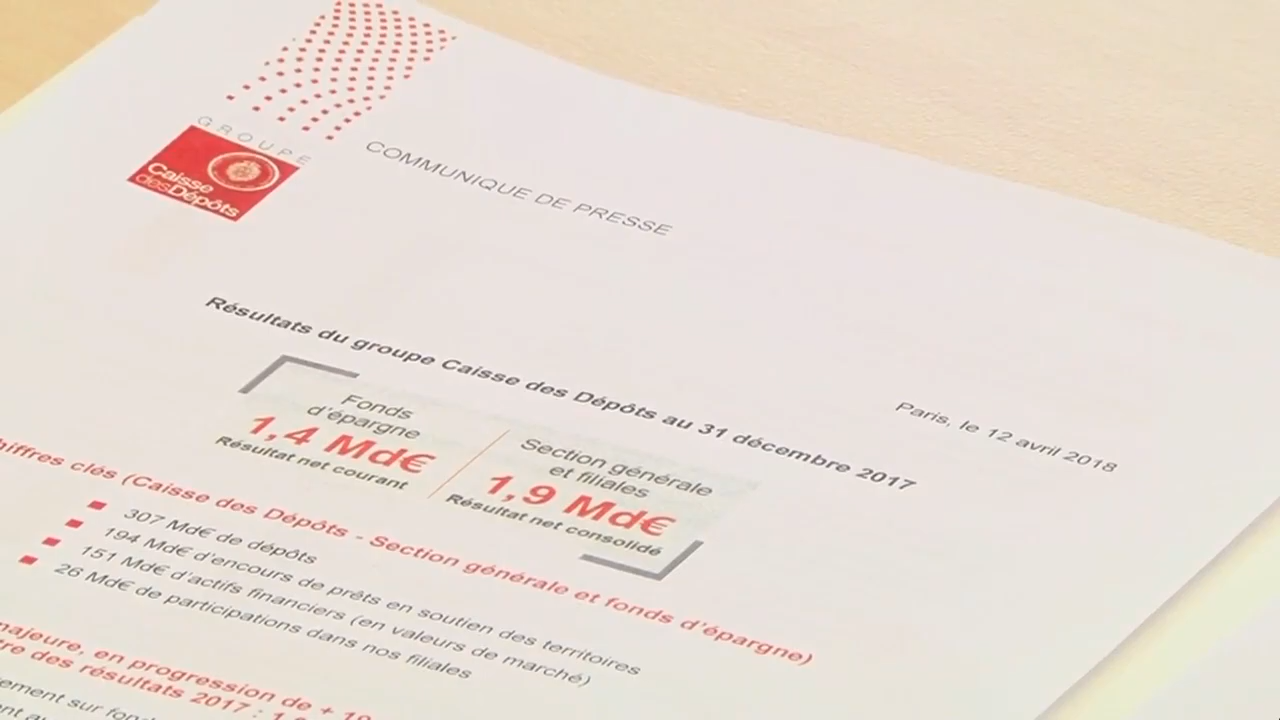 GROUPE
Caisse
desDépôts
COMMUNIQUE DE PRESSE
Paris, le 12 avril 2018
Résultats du groupe Caisse des Dépôts au 31 décembre 2017
Fonds
d'épargne
1,4 Md€
Résultat net courant
Section générale
et filiales
1,9 Md€
Résultat net consolidé
hiffres clés (Caisse des Dépôts - Section générale et fonds d'épargne)
307 Md€ de dépôts
194 Md€ d'encours de prêts en soutien des territoires
151 Md€ d'actifs financiers (en valeurs de marché)
26 Md€ de participations dans nos filiales
majeure, en progression de + 
tre des résultats 2017 : 
ement sur